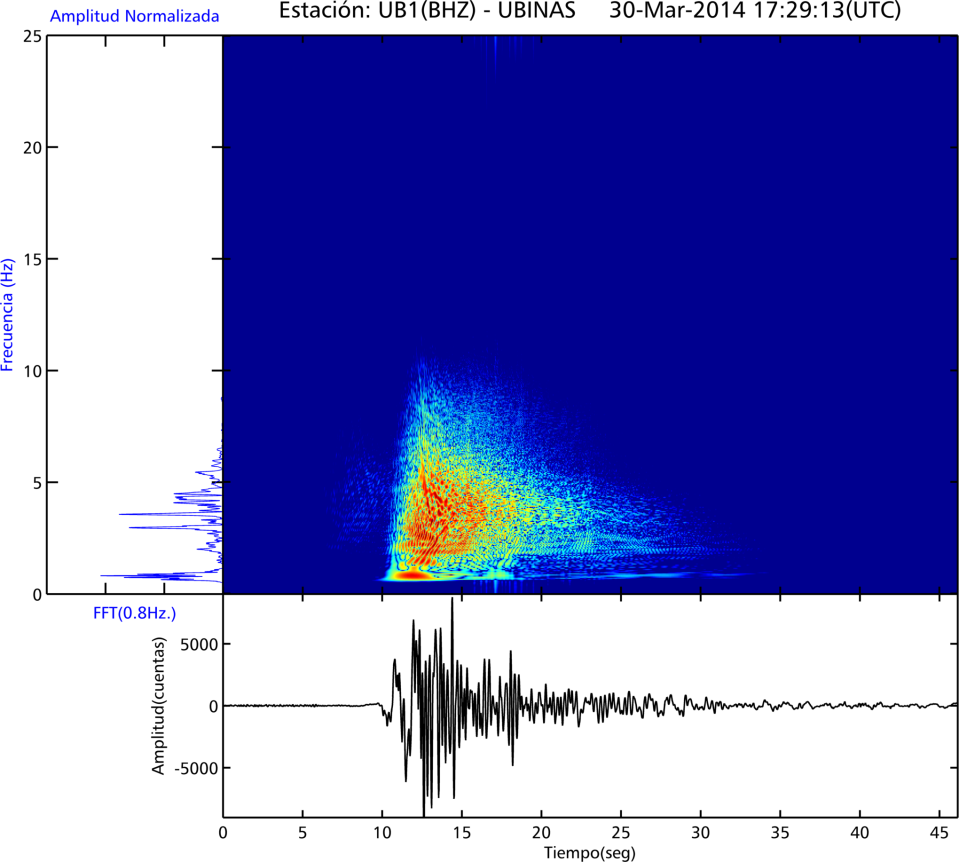 Amplitud Normalizada
Estación: UB1(BHZ) - UBINAS 30-Mar-2014 17:29:13(UTC)
25
20
15
10
5
0
Frecuencia (Hz)
FFT(0.8Hz.)
5000
0
-5000
Amplitud(cuentas)
0 5 10 15 20 25 30 35 40 45
Tiempo(seg)